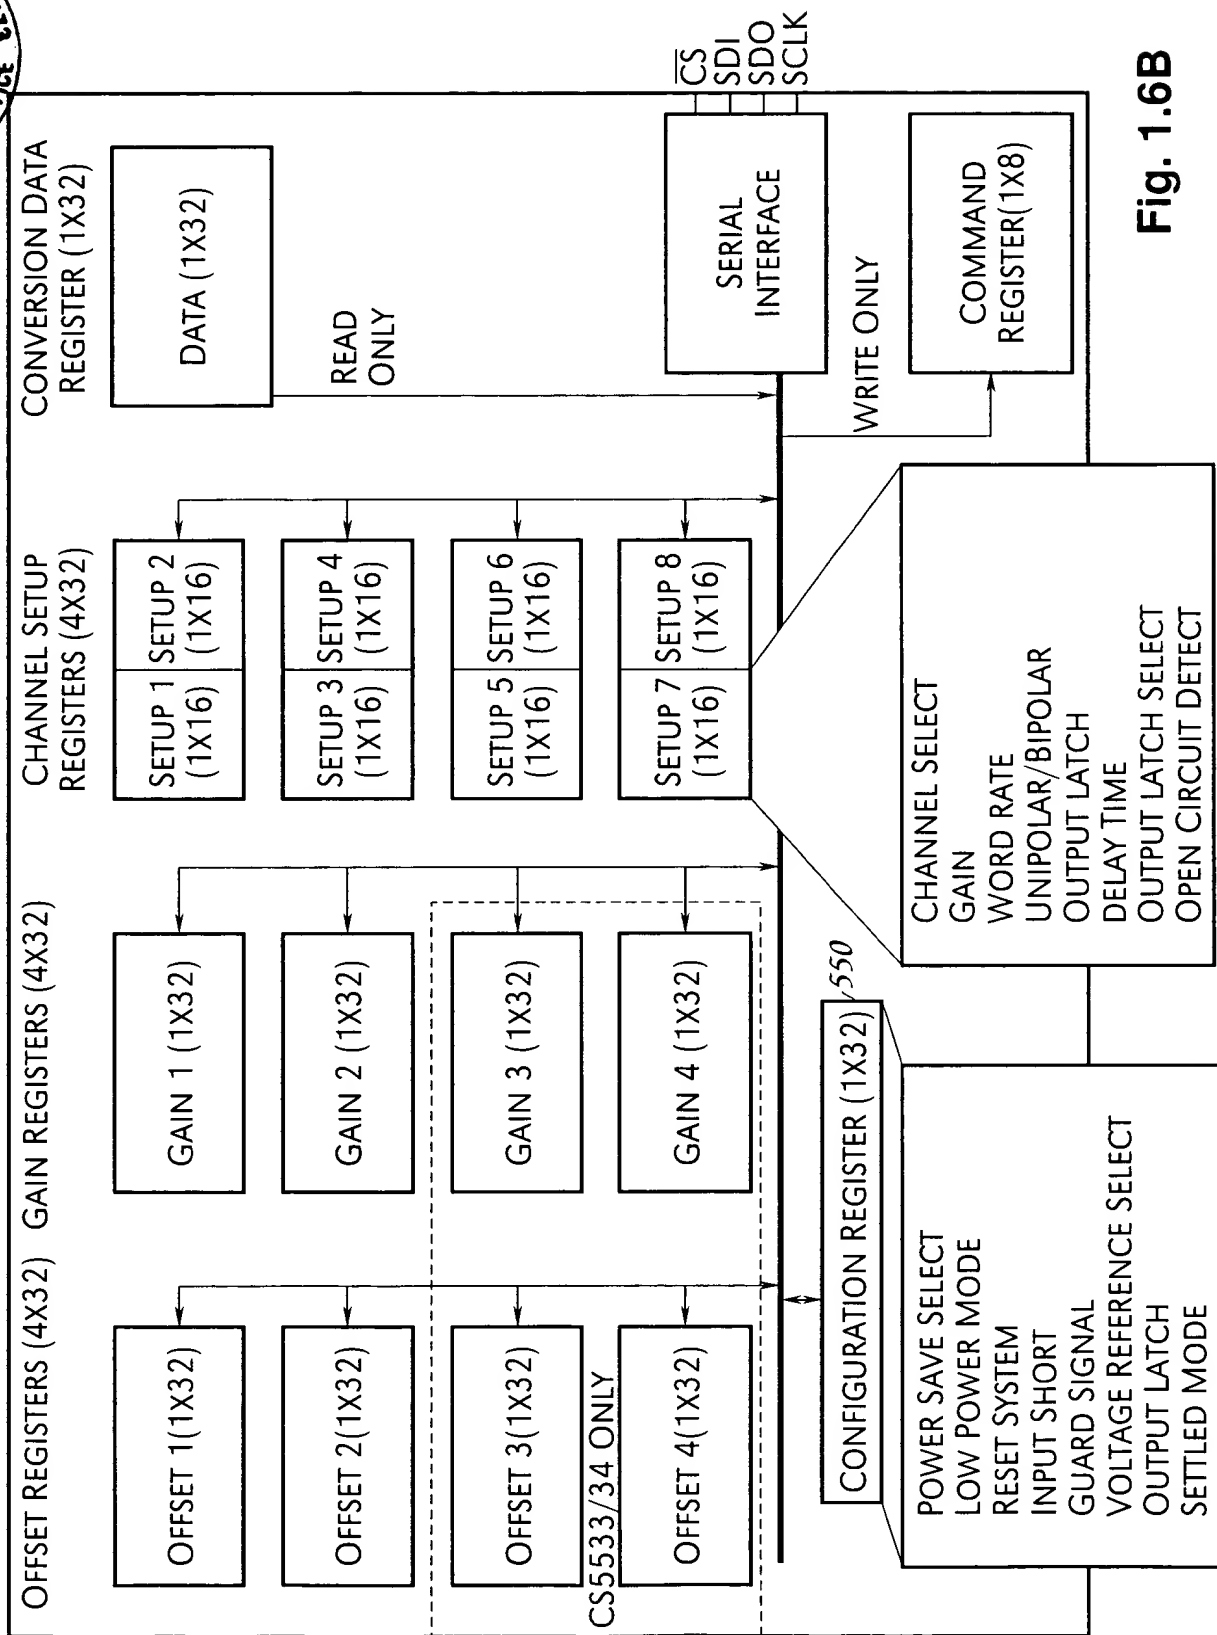 OFFSET REGISTERS (4X32)
GAIN REGISTERS (4X32)
CHANNEL SETUP
REGISTERS (4X32)
CONVERSION DATA
REGISTER (1X32)
OFFSET 1(1X32)
GAIN 1 (1X32)
SETUP 1
(1X16)
SETUP 2
(1X16)
DATA (1X32)
OFFSET 2(1X32)
GAIN 2 (1X32)
SETUP 3
(1X16)
SETUP 4
(1X16)
READ
ONLY
OFFSET 3(1X32)
GAIN 3 (1X32)
SETUP 5
(1X16)
SETUP 6
(1X16)
CS5533/34 ONLY
OFFSET 4(1X32)
GAIN 4 (1X32)
SETUP 7
(1X16)
SETUP 8
(1X16)
SERIAL
INTERFACE
CS
SDI
SDO
SCLK
WRITE ONLY
CONFIGURATION REGISTER (1X32)
550
COMMAND
REGISTER(1X8)
POWER SAVE SELECT
LOW POWER MODE
RESET SYSTEM
INPUT SHORT
GUARD SIGNAL
VOLTAGE REFERENCE SELECT
OUTPUT LATCH
SETTLED MODE
CHANNEL SELECT
GAIN
WORD RATE
UNIPOLAR/BIPOLAR
OUTPUT LATCH
DELAY TIME
OUTPUT LATCH SELECT
OPEN CIRCUIT DETECT
Fig. 1.6B